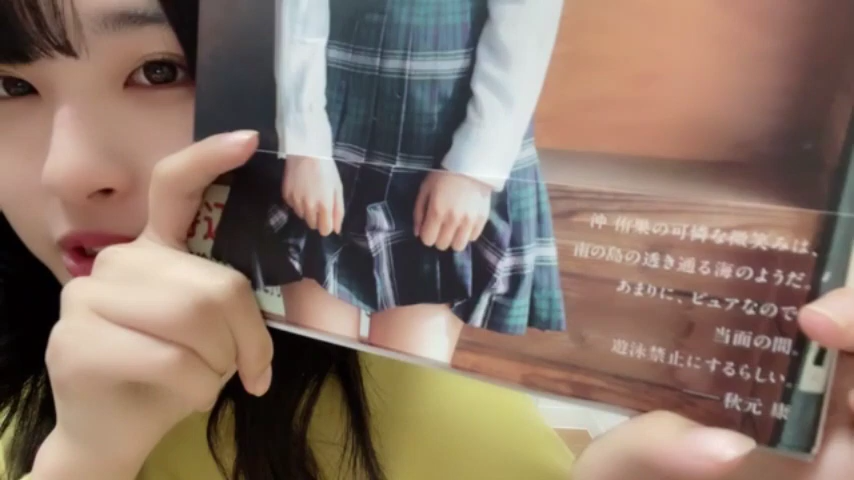 沖 侑果の可憐な微笑みは、
南の島の透き通る海のようだ。
あまりに、ピュアなので
当面の間。
遊泳禁止にするらしい。
――秋元 康